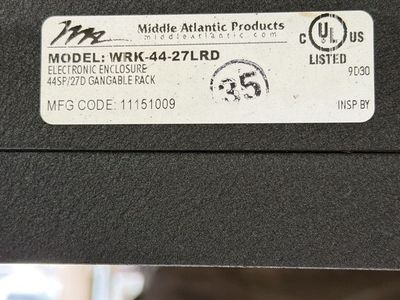 Middle Atlantic Products
middleatlantic.com
C UL US
LISTED
9D30
MODEL: WRK-44-27LRD
ELECTRONIC ENCLOSURE
44SP/27D GANGABLE RACK
35
MFG CODE: 11151009
INSP BY